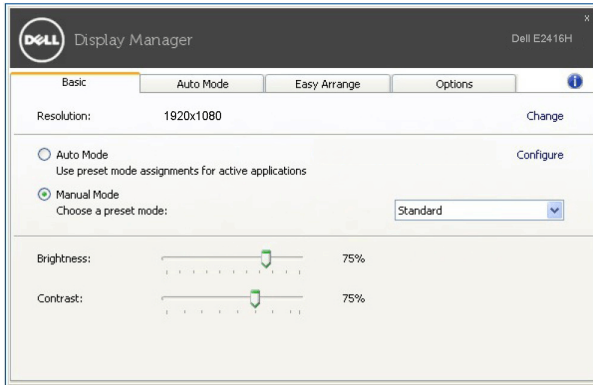 x
DELL Display Manager Dell E2416H
Basic Auto Mode Easy Arrange Options i
Resolution: 1920x1080 Change
Auto Mode Configure
Use preset mode assignments for active applications
Manual Mode
Choose a preset mode: Standard
Brightness: 75%
Contrast: 75%